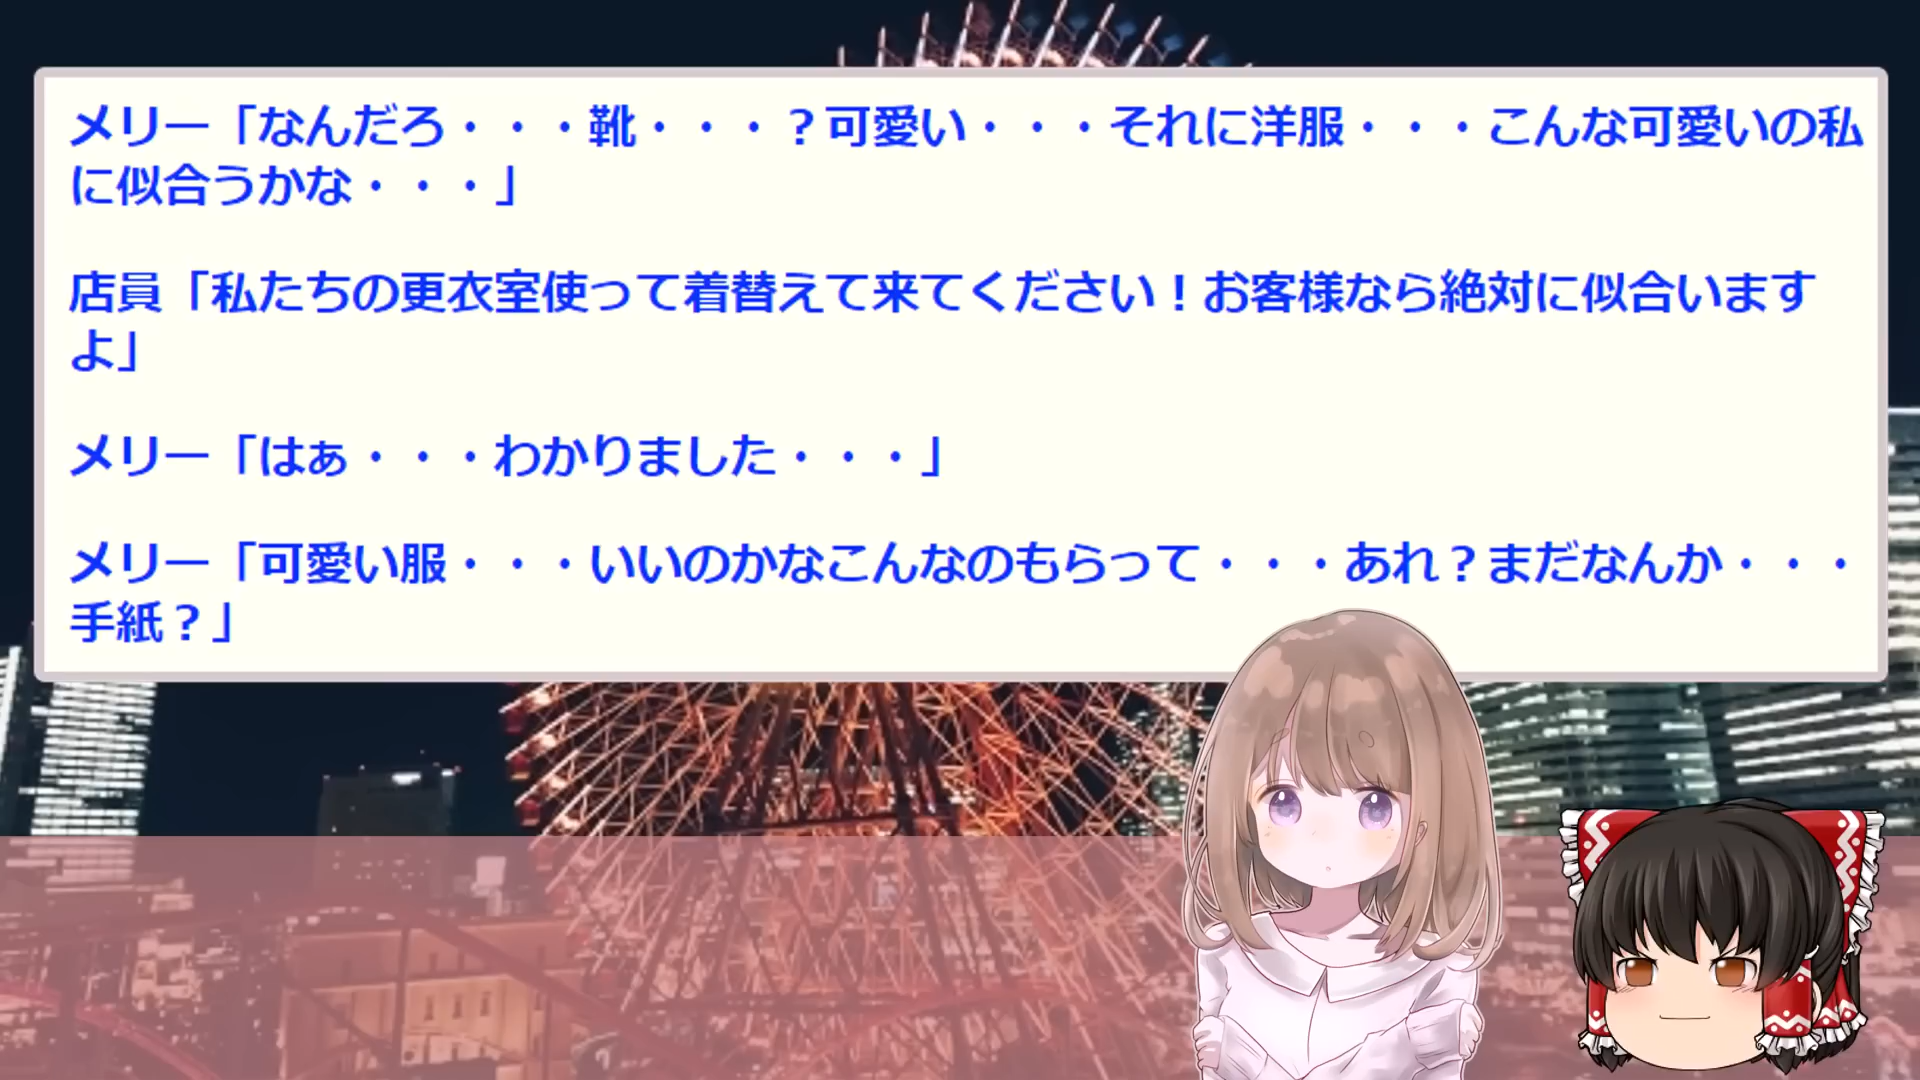 メリー「なんだろ・・・靴・・・？可愛い・・・それに洋服・・・こんな可愛いの私
に似合うかな・・・」
店員「私たちの更衣室使って着替えて来てください！お客様なら絶対に似合います
よ」
メリー「はぁ・・・わかりました・・・」
メリー「可愛い服・・・いいのかなこんなのもらって・・・あれ？まだなんか・・・
手紙？」